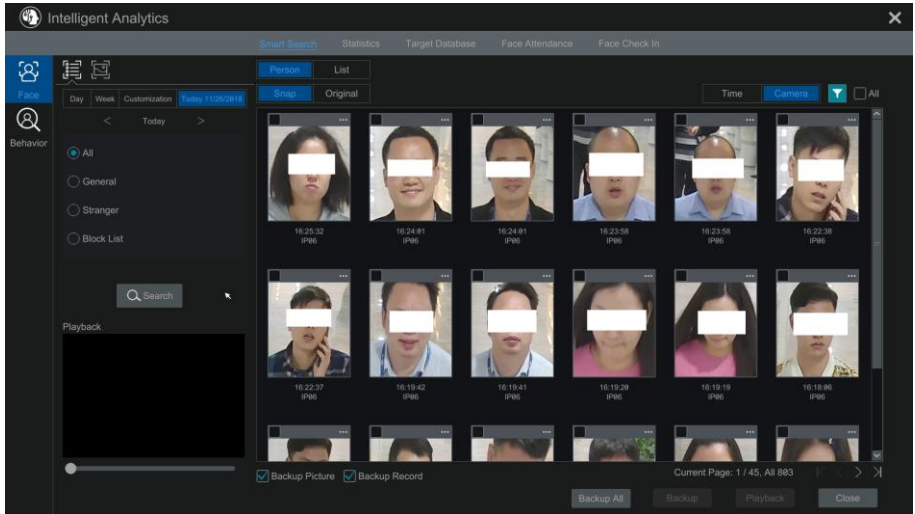 Intelligent Analytics
Smart Search Statistics Target Database Face Attendance Face Check In
Face
Behavior
Day Week Customization Today 11/26/2018
< Today >
All
General
Stranger
Block List
Search
Playback
Person List
Snap Original
Time Camera All
16:25:32 16:24:01 16:24:01 16:23:58 16:23:58 16:22:38
IP06 IP06 IP06 IP06 IP06 IP06
16:22:37 16:19:42 16:19:41 16:19:20 16:19:19 16:18:06
IP06 IP06 IP06 IP06 IP06 IP06
Backup Picture Backup Record
Current Page: 1 / 45, All 803
Backup All Backup Playback Close